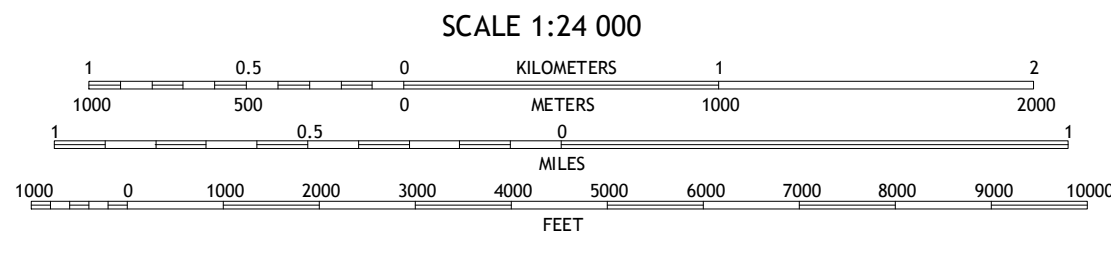 SCALE 1:24 000
1 0.5 0 KILOMETERS 1 2
1000 500 0 METERS 1000 2000
1 0.5 0 1
MILES
1000 0 1000 2000 3000 4000 5000 6000 7000 8000 9000 10000
FEET